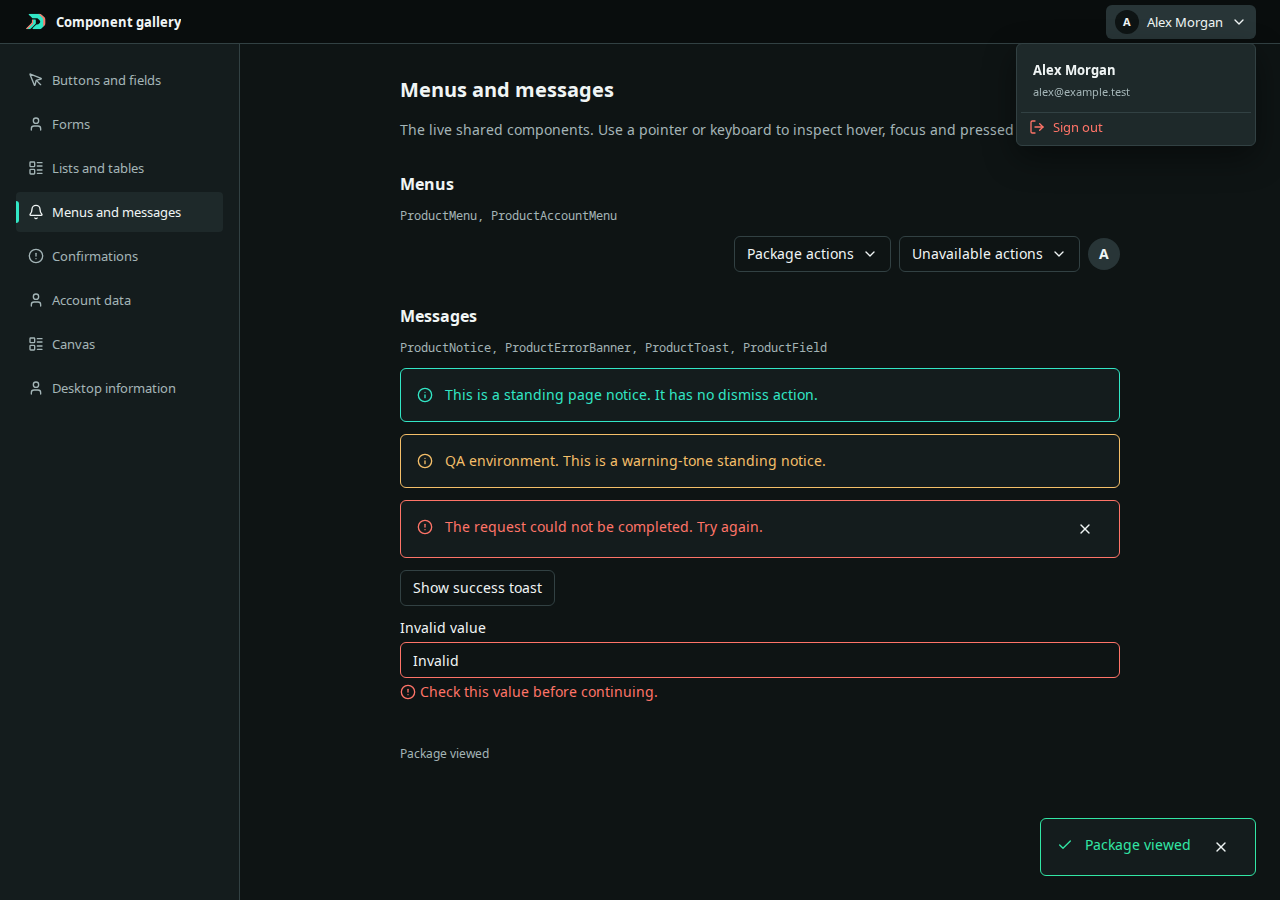 Component gallery
A Alex Morgan
Alex Morgan
alex@example.test
Sign out
Buttons and fields
Forms
Lists and tables
Menus and messages
Confirmations
Account data
Canvas
Desktop information
Menus and messages
The live shared components. Use a pointer or keyboard to inspect hover, focus and pressed
Menus
ProductMenu, ProductAccountMenu
Package actions
Unavailable actions
A
Messages
ProductNotice, ProductErrorBanner, ProductToast, ProductField
This is a standing page notice. It has no dismiss action.
QA environment. This is a warning-tone standing notice.
The request could not be completed. Try again.
Show success toast
Invalid value
Invalid
Check this value before continuing.
Package viewed
Package viewed